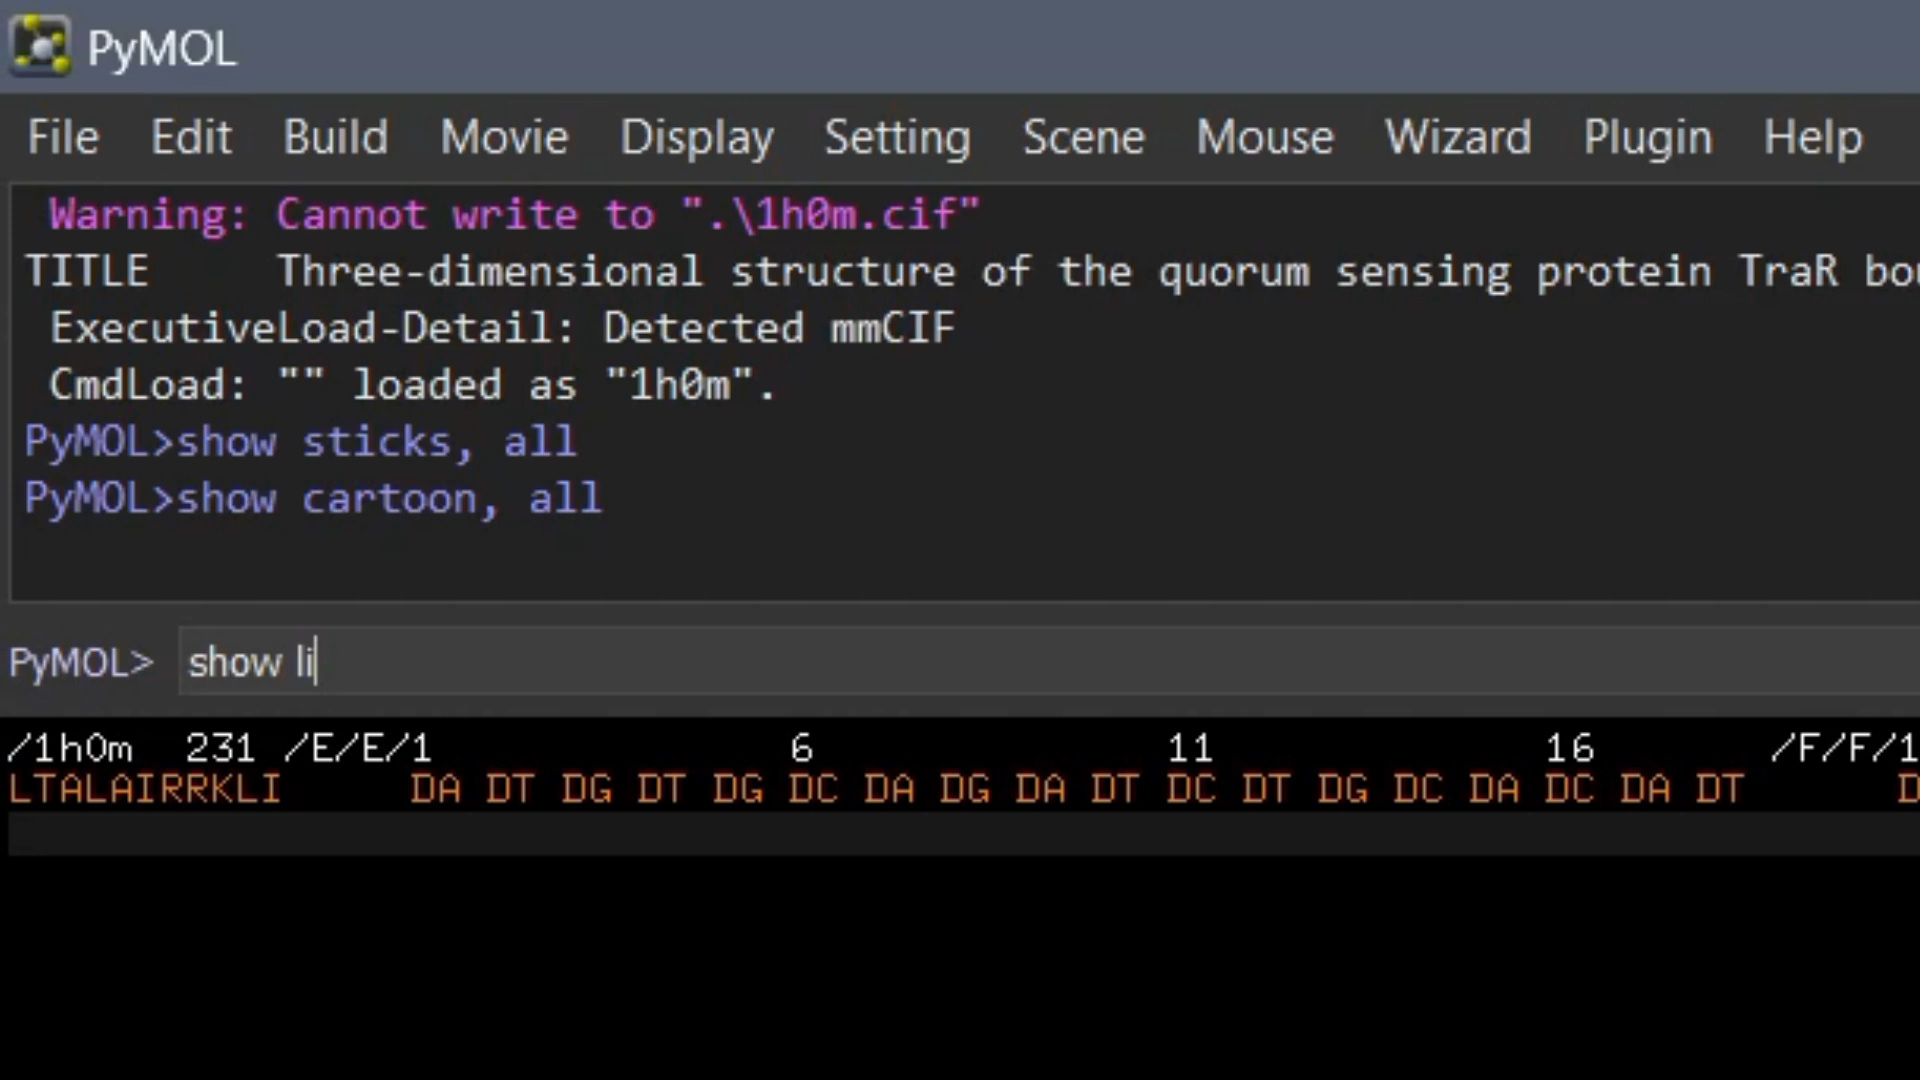 PyMOL
File Edit Build Movie Display Setting Scene Mouse Wizard Plugin Help
Warning: Cannot write to ".\1h0m.cif"
TITLE Three-dimensional structure of the quorum sensing protein TraR bou
ExecutiveLoad-Detail: Detected mmCIF
CmdLoad: "" loaded as "1h0m".
PyMOL>show sticks, all
PyMOL>show cartoon, all
PyMOL> show li
/1h0m 231 /E/E/1 6 11 16 /F/F/1
LTALAIRRKLI DA DT DG DT DG DC DA DG DA DT DC DT DG DC DA DC DA DT D